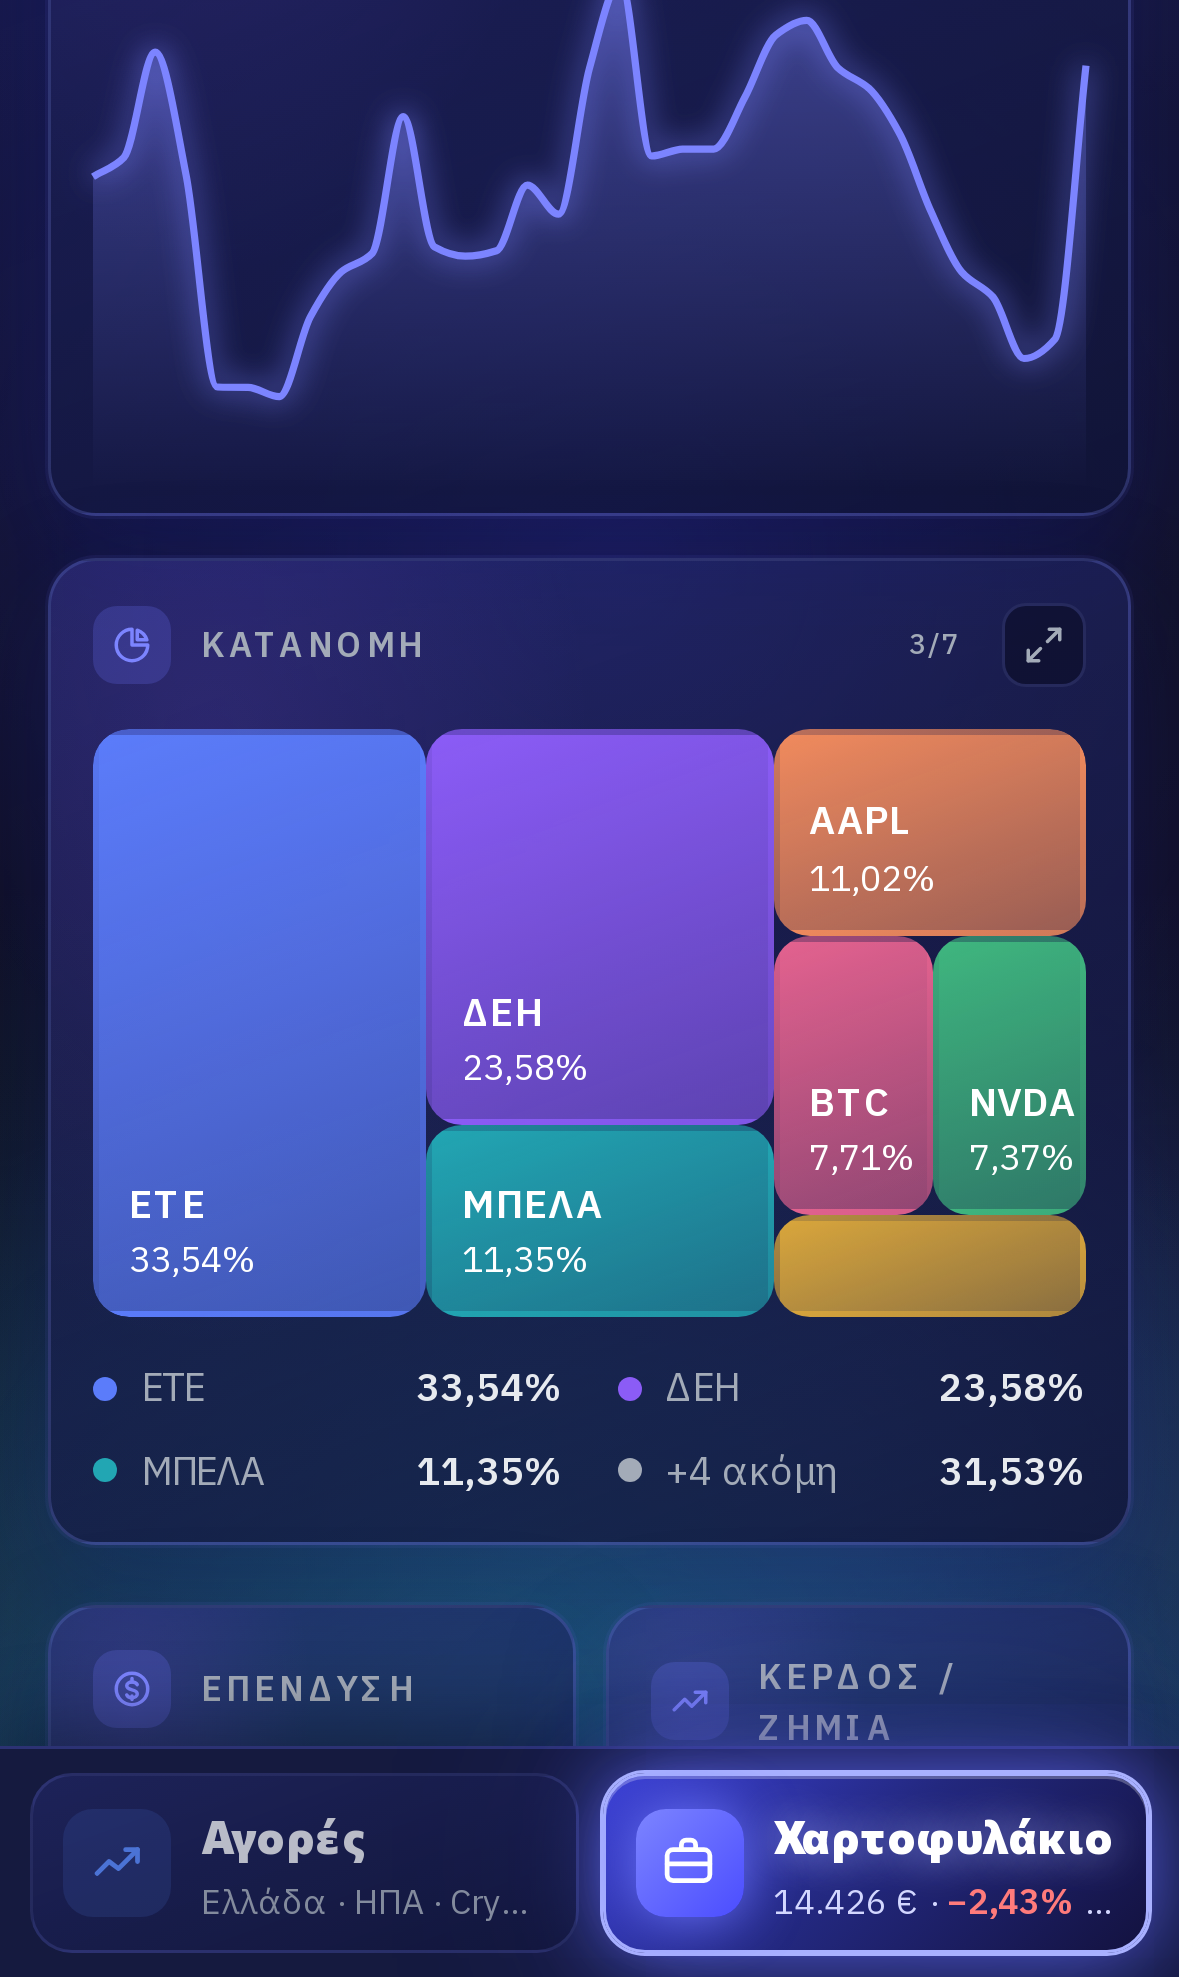 ΚΑΤΑΝΟΜΗ
3/7
ΕΤΕ
33,54%
ΔΕΗ
23,58%
ΜΠΕΛΑ
11,35%
AAPL
11,02%
BTC
7,71%
NVDA
7,37%
ΕΤΕ 33,54%
ΔΕΗ 23,58%
ΜΠΕΛΑ 11,35%
+4 ακόμη 31,53%
ΕΠΕΝΔΥΣΗ
ΚΕΡΔΟΣ /
ΖΗΜΙΑ
Αγορές
Ελλάδα · ΗΠΑ · Cry...
Χαρτοφυλάκιο
14.426 € · −2,43% ...